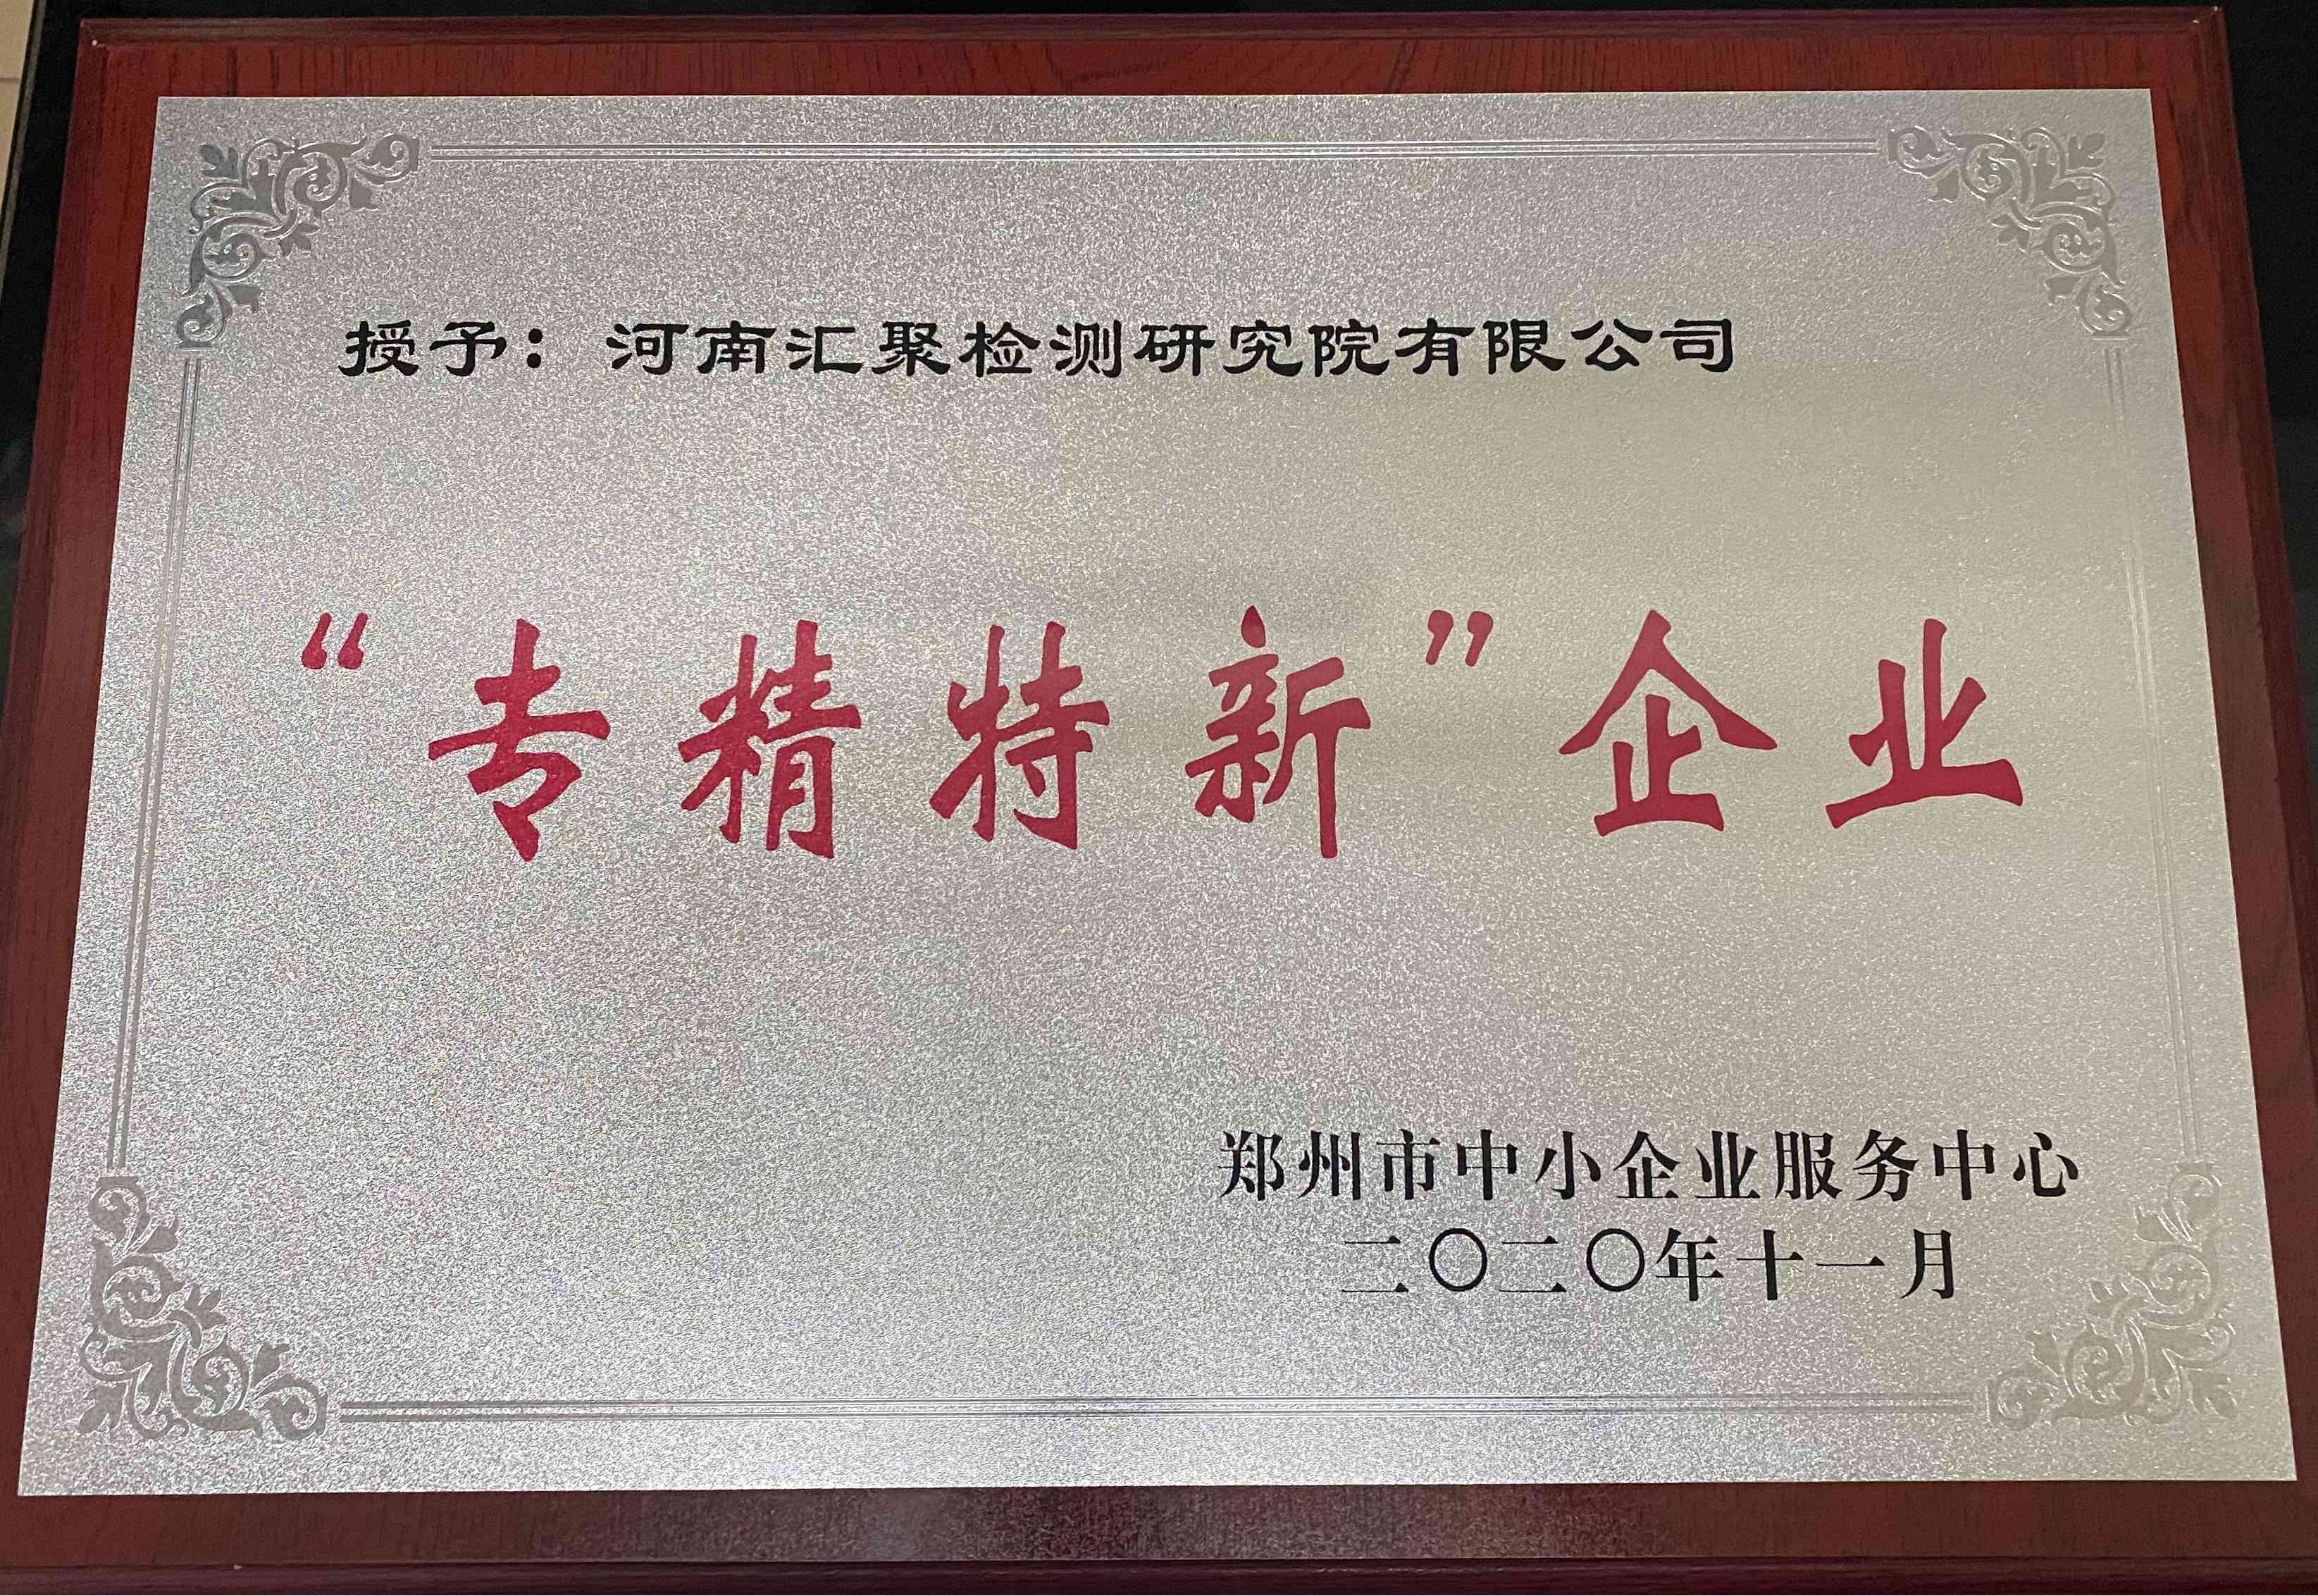 授予：河南汇聚检测研究院有限公司
“专精特新”企业
郑州市中小企业服务中心
二〇二〇年十一月